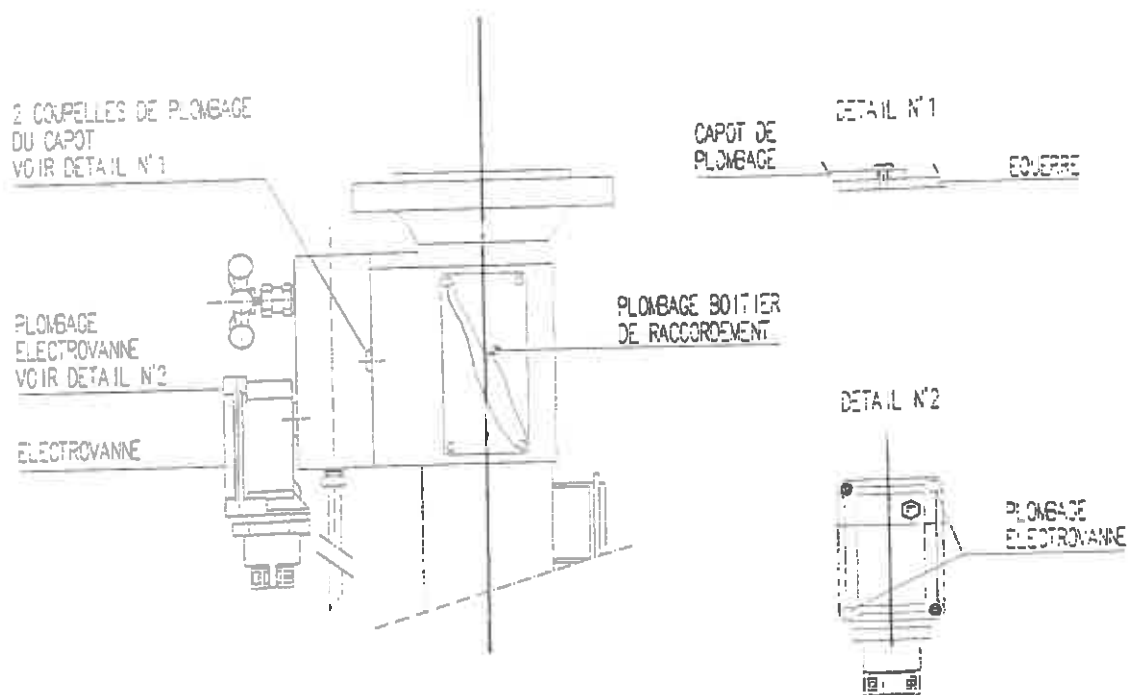 2 COUPELLES DE PLOMBAGE
DU CAPOT
VOIR DETAIL N°1
PLOMBAGE
ELECTROVANNE
VOIR DETAIL N°2
ELECTROVANNE
PLOMBAGE BOITIER
DE RACCORDEMENT
DETAIL N°1
CAPOT DE
PLOMBAGE
EQUERRE
DETAIL N°2
PLOMBAGE
ELECTROVANNE